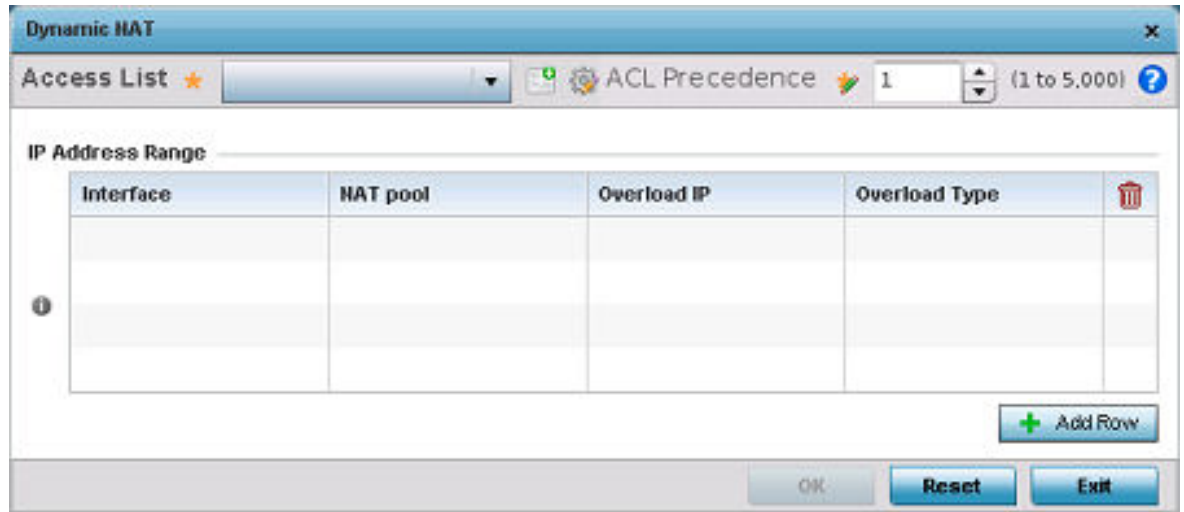 Dynamic NAT
Access List ACL Precedence 1 (1 to 5,000)
IP Address Range
Interface NAT pool Overload IP Overload Type
Add Row
OK Reset Exit